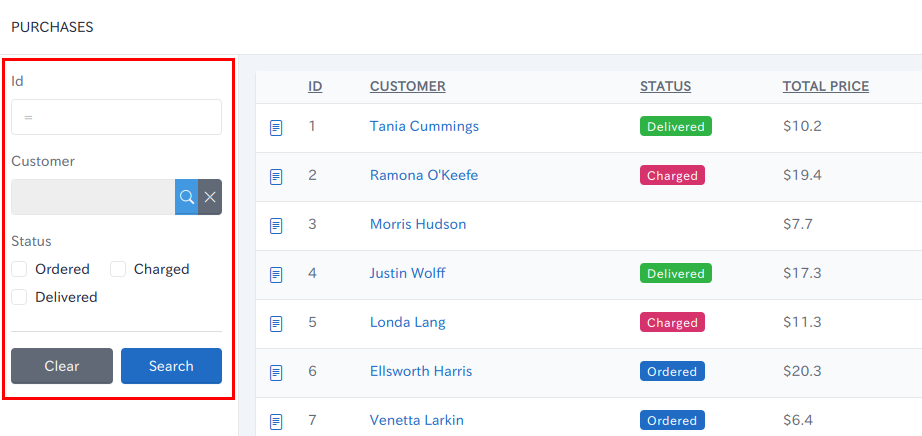 PURCHASES
Id
=
Customer
Status
Ordered Charged
Delivered
Clear Search
ID CUSTOMER STATUS TOTAL PRICE
1 Tania Cummings Delivered $10.2
2 Ramona O'Keefe Charged $19.4
3 Morris Hudson $7.7
4 Justin Wolff Delivered $17.3
5 Londa Lang Charged $11.3
6 Ellsworth Harris Ordered $20.3
7 Venetta Larkin Ordered $6.4